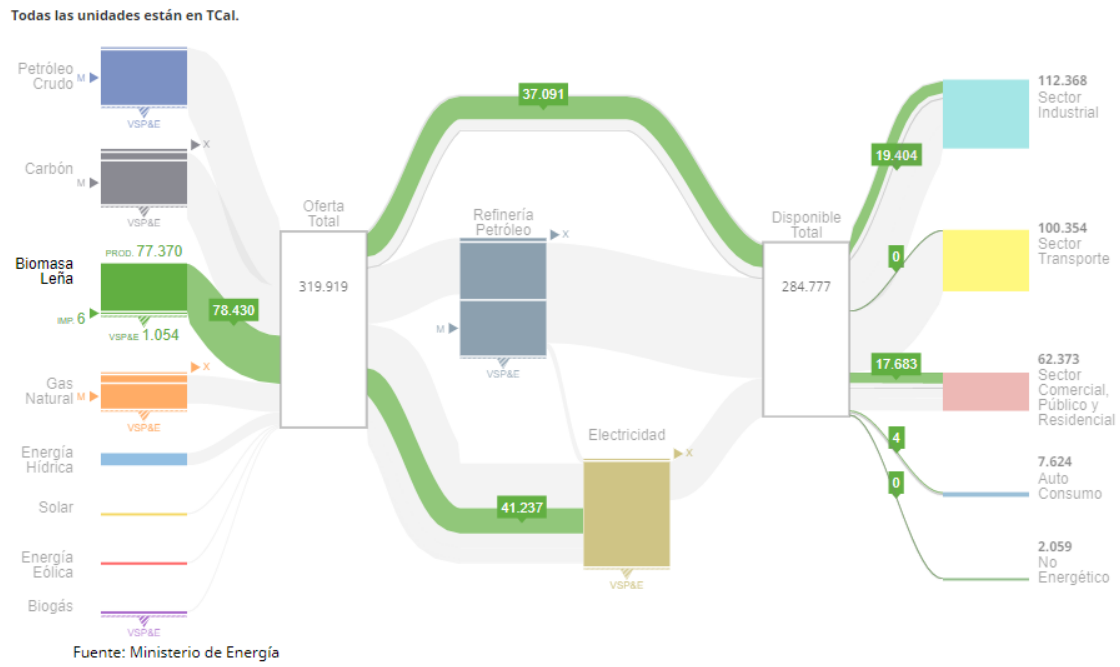 Todas las unidades están en TCal.
Petróleo
Crudo
M
VSP&E
X
Carbón
M
VSP&E
PROD. 77.370
Biomasa
Leña
IMP. 6
VSP&E 1.054
78.430
X
Gas
Natural
M
VSP&E
Energía
Hídrica
Solar
Energía
Eólica
Biogás
VSP&E
Oferta
Total
319.919
37.091
Refinería
Petróleo
X
M
VSP&E
Electricidad
X
41.237
VSP&E
Disponible
Total
284.777
19.404
0
17.683
4
0
112.368
Sector
Industrial
100.354
Sector
Transporte
62.373
Sector
Comercial,
Público y
Residencial
7.624
Auto
Consumo
2.059
No
Energético
Fuente: Ministerio de Energía